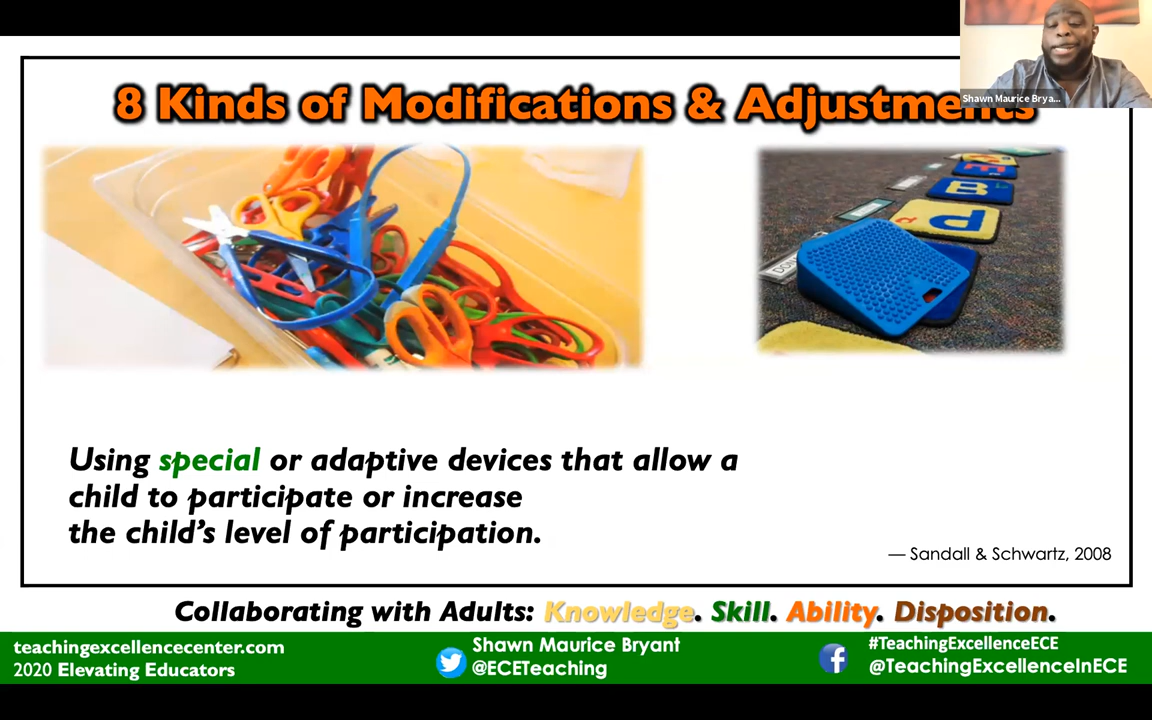 8 Kinds of Modifications & Adjustments
Shawn Maurice Brya...
B
d
Using special or adaptive devices that allow a
child to participate or increase
the child's level of participation.
— Sandall & Schwartz, 2008
Collaborating with Adults: Knowledge. Skill. Ability. Disposition.
teachingexcellencecenter.com
2020 Elevating Educators
Shawn Maurice Bryant
@ECETeaching
#TeachingExcellenceECE
@TeachingExcellenceInECE